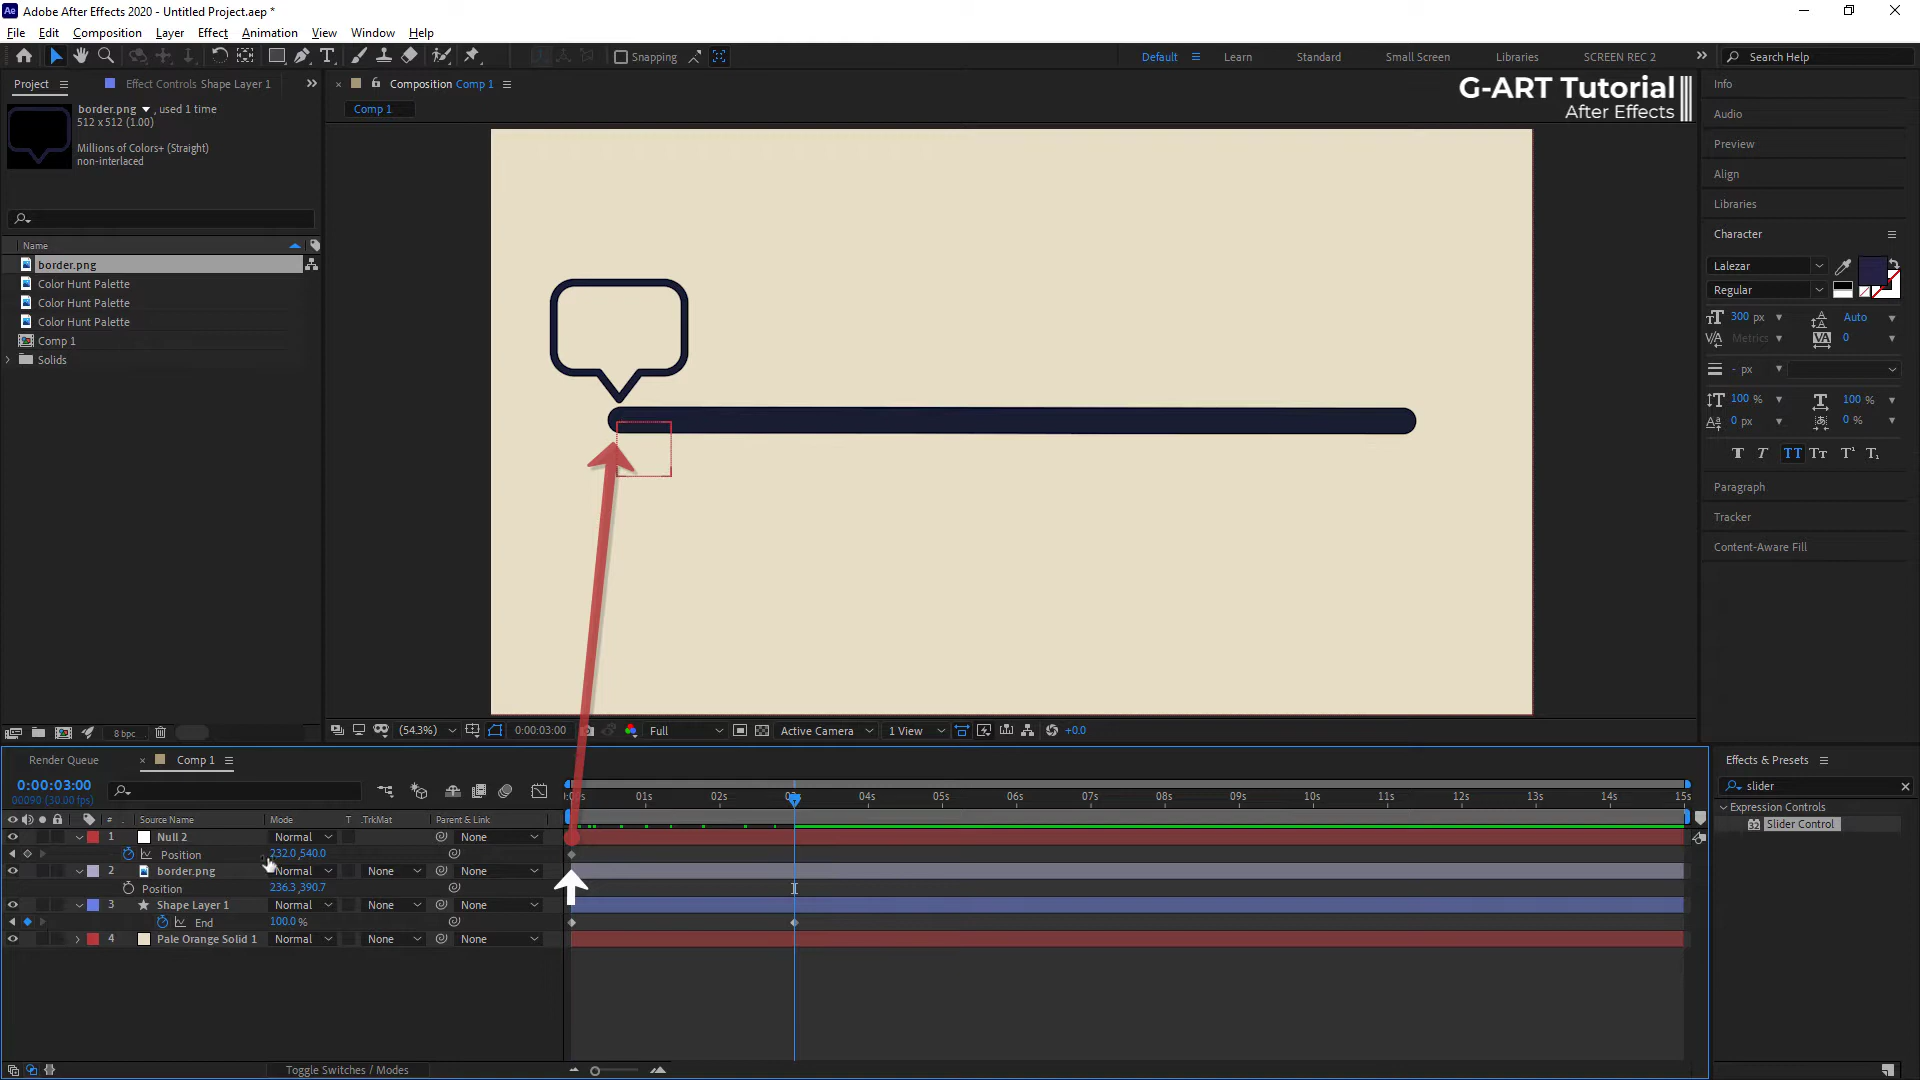 Ae Adobe After Effects 2020 - Untitled Project.aep *
File Edit Composition Layer Effect Animation View Window Help
Snapping
Default Learn Standard Small Screen Libraries SCREEN REC 2
Search Help
Project
Effect Controls Shape Layer 1
border.png , used 1 time
512 x 512 (1.00)
Millions of Colors+ (Straight)
non-interlaced
Name
border.png
Color Hunt Palette
Color Hunt Palette
Color Hunt Palette
Comp 1
Solids
8 bpc
Composition Comp 1
Comp 1
G-ART Tutorial
After Effects
(54.3%) 0:00:03:00 Full Active Camera 1 View +0.0
Info
Audio
Preview
Align
Libraries
Character
Lalezar
Regular
300 px Auto
Metrics 0
- px
100 % 100 %
0 px 0 %
T T TT Tт T¹ T₁
Paragraph
Tracker
Content-Aware Fill
Render Queue Comp 1
0:00:03:00
00090 (30.00 fps)
01s 02s 04s 05s 06s 07s 08s 09s 10s 11s 12s 13s 14s 15s
# Source Name Mode T .TrkMat Parent & Link
1 Null 2 Normal None
Position 232.0,540.0
2 border.png Normal None None
Position 236.3,390.7
3 Shape Layer 1 Normal None None
End 100.0 %
4 Pale Orange Solid 1 Normal None None
Toggle Switches / Modes
Effects & Presets
slider
Expression Controls
Slider Control